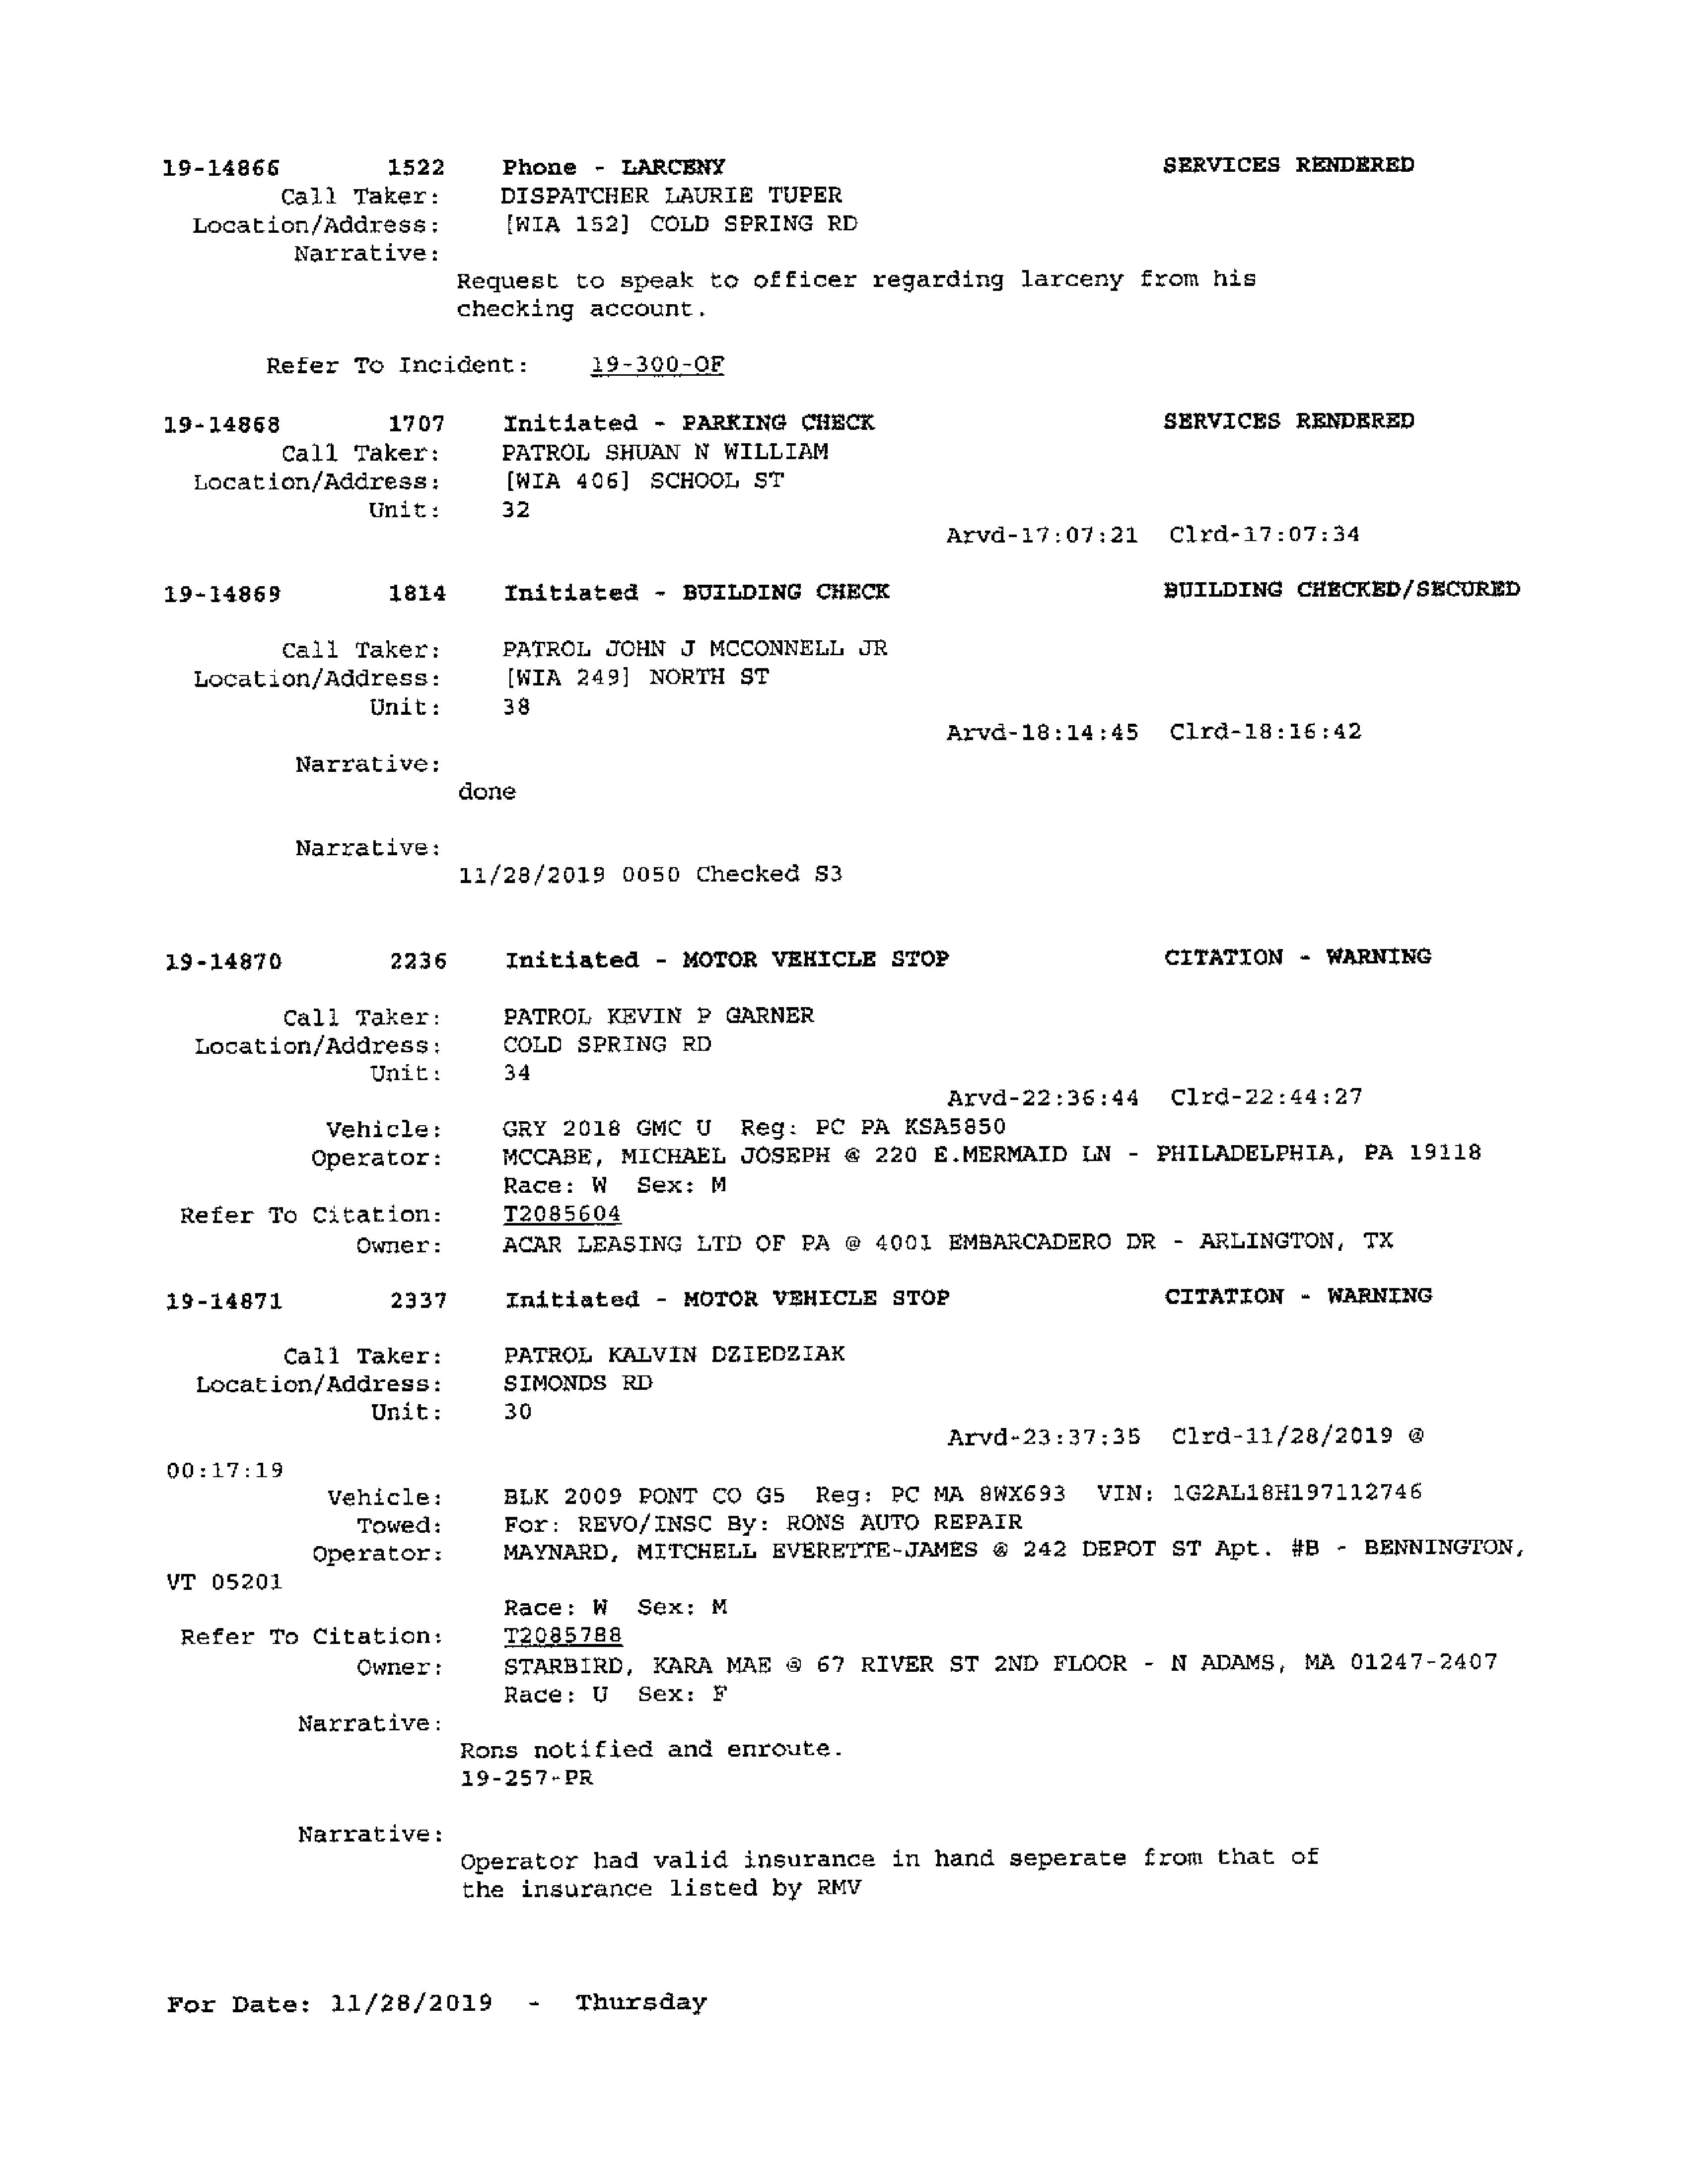 19-14866 1522 Phone - LARCENY SERVICES RENDERED
Call Taker: DISPATCHER LAURIE TUPER
Location/Address: [WIA 152] COLD SPRING RD
Narrative:
Request to speak to officer regarding larceny from his
checking account.
Refer To Incident: 19-300-OF
19-14868 1707 Initiated - PARKING CHECK SERVICES RENDERED
Call Taker: PATROL SHUAN N WILLIAM
Location/Address: [WIA 406] SCHOOL ST
Unit: 32
Arvd-17:07:21 Clrd-17:07:34
19-14869 1814 Initiated - BUILDING CHECK BUILDING CHECKED/SECURED
Call Taker: PATROL JOHN J MCCONNELL JR
Location/Address: [WIA 249] NORTH ST
Unit: 38
Arvd-18:14:45 Clrd-18:16:42
Narrative:
done
Narrative:
11/28/2019 0050 Checked S3
19-14870 2236 Initiated - MOTOR VEHICLE STOP CITATION - WARNING
Call Taker: PATROL KEVIN P GARNER
Location/Address: COLD SPRING RD
Unit: 34
Arvd-22:36:44 Clrd-22:44:27
Vehicle: GRY 2018 GMC U Reg: PC PA KSA5850
Operator: MCCABE, MICHAEL JOSEPH @ 220 E.MERMAID LN - PHILADELPHIA, PA 19118
Race: W Sex: M
Refer To Citation: T2085604
Owner: ACAR LEASING LTD OF PA @ 4001 EMBARCADERO DR - ARLINGTON, TX
19-14871 2337 Initiated - MOTOR VEHICLE STOP CITATION - WARNING
Call Taker: PATROL KALVIN DZIEDZIAK
Location/Address: SIMONDS RD
Unit: 30
Arvd-23:37:35 Clrd-11/28/2019 @
00:17:19
Vehicle: BLK 2009 PONT CO G5 Reg: PC MA 8WX693 VIN: 1G2AL18H197112746
Towed: For: REVO/INSC By: RONS AUTO REPAIR
Operator: MAYNARD, MITCHELL EVERETTE-JAMES @ 242 DEPOT ST Apt. #B - BENNINGTON,
VT 05201
Race: W Sex: M
Refer To Citation: T2085788
Owner: STARBIRD, KARA MAE @ 67 RIVER ST 2ND FLOOR - N ADAMS, MA 01247-2407
Race: U Sex: F
Narrative:
Rons notified and enroute.
19-257-PR
Narrative:
Operator had valid insurance in hand seperate from that of
the insurance listed by RMV
For Date: 11/28/2019 - Thursday